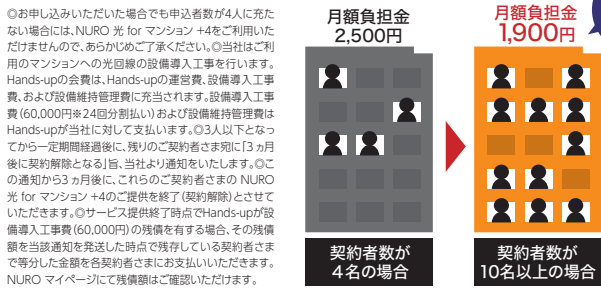 ◎お申し込みいただいた場合でも申込者数が4人に充た
ない場合には、NURO 光 for マンション +4をご利用いた
だけませんので、あらかじめご了承ください。◎当社はご利
用のマンションへの光回線の設備導入工事を行います。
Hands-upの会費は、Hands-upの運営費、設備導入工事
費、および設備維持管理費に充当されます。設備導入工事
費(60,000円※24回分割払い)および設備維持管理費は
Hands-upが当社に対して支払います。◎3人以下となっ
てから一定期間経過後に、残りのご契約者さま宛に「3ヵ月
後に契約解除となる」旨、当社より通知をいたします。◎こ
の通知から3ヵ月後に、これらのご契約者さまの NURO
光 for マンション +4のご提供を終了(契約解除)とさせて
いただきます。◎サービス提供終了時点でHands-upが設
備導入工事費(60,000円)の残債を有する場合、その残債
額を当該通知を発送した時点で残存している契約者さま
で等分した金額を各契約者さまにお支払いいただきます。
NURO マイページにて残債額はご確認いただけます。
月額負担金
2,500円
契約者数が
4名の場合
月額負担金
1,900円
契約者数が
10名以上の場合